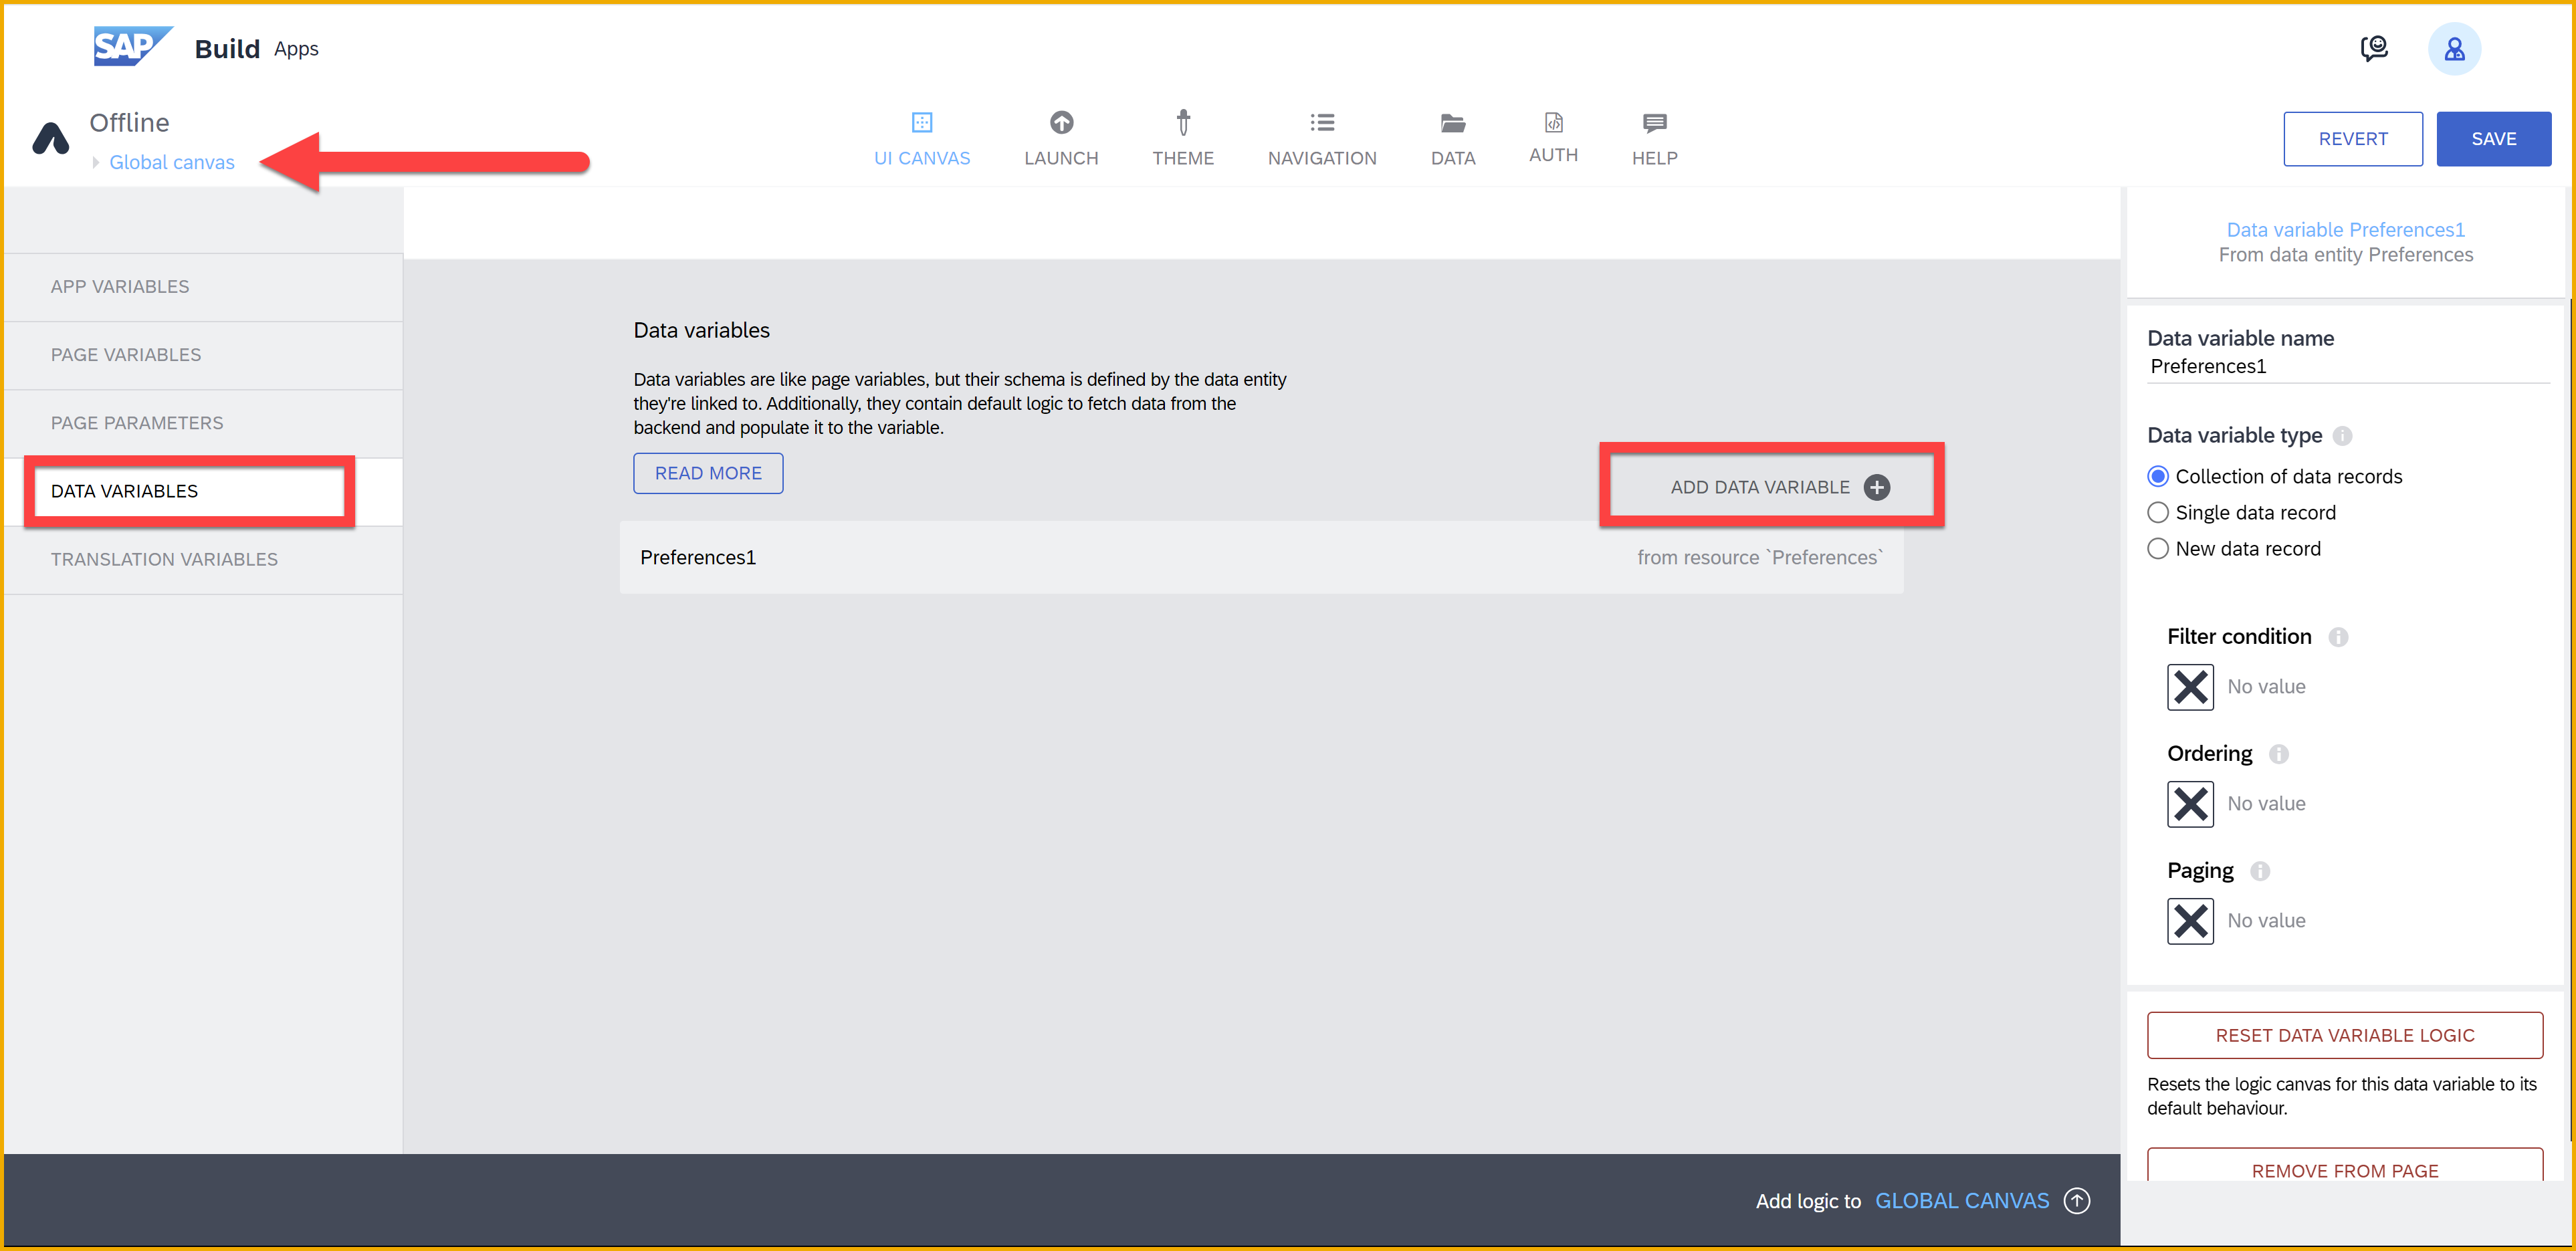 SAP Build Apps
Offline
Global canvas
UI CANVAS
LAUNCH
THEME
NAVIGATION
DATA
AUTH
HELP
REVERT
SAVE
APP VARIABLES
PAGE VARIABLES
PAGE PARAMETERS
DATA VARIABLES
TRANSLATION VARIABLES
Data variables
Data variables are like page variables, but their schema is defined by the data entity
they're linked to. Additionally, they contain default logic to fetch data from the
backend and populate it to the variable.
READ MORE
ADD DATA VARIABLE
Preferences1
from resource `Preferences`
Add logic to GLOBAL CANVAS
Data variable Preferences1
From data entity Preferences
Data variable name
Preferences1
Data variable type
Collection of data records
Single data record
New data record
Filter condition
No value
Ordering
No value
Paging
No value
RESET DATA VARIABLE LOGIC
Resets the logic canvas for this data variable to its
default behaviour.
REMOVE FROM PAGE